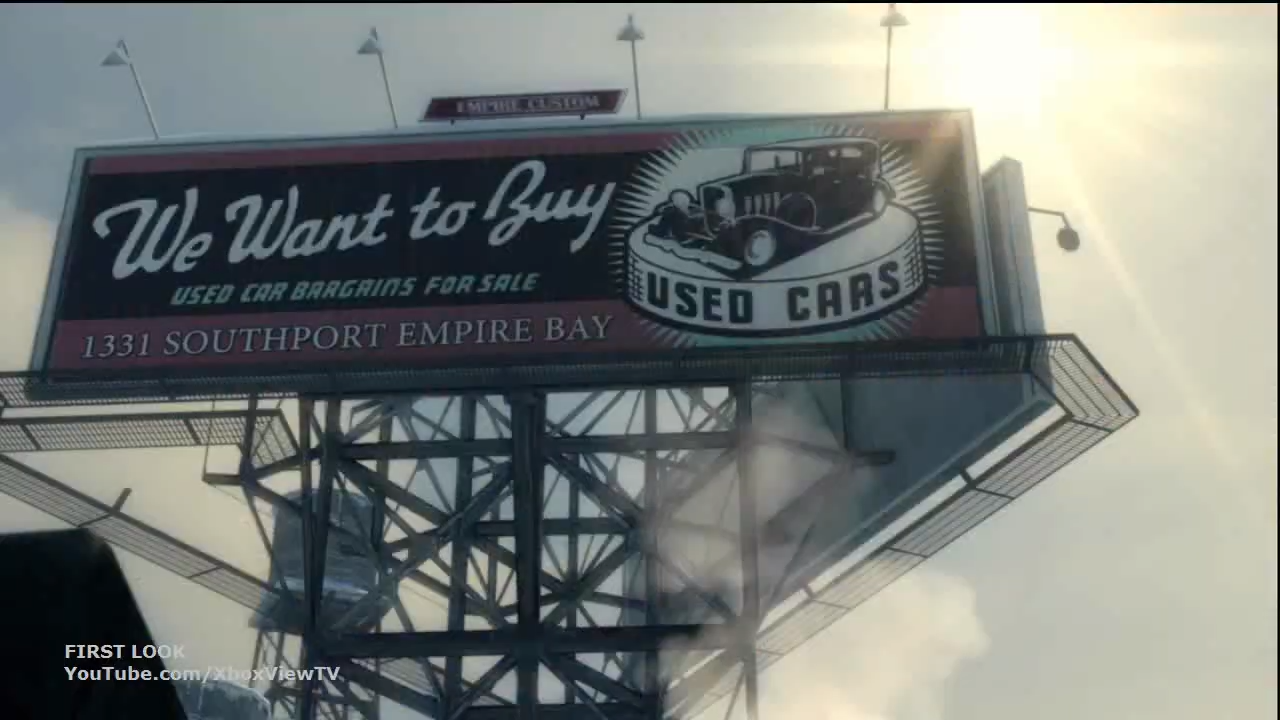 EMPIRE CUSTOM
We Want to Buy
USED CAR BARGAINS FOR SALE
1331 SOUTHPORT EMPIRE BAY
USED CARS
FIRST LOOK
YouTube.com/XboxViewTV